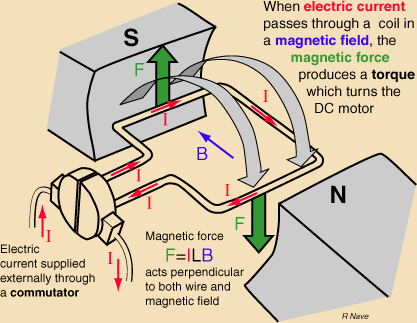 When electric current
passes through a coil in
a magnetic field, the
magnetic force
produces a torque
which turns the
DC motor
S
F
I
I
B
I
I
I
N
F
I
I
Electric
current supplied
externally through
a commutator
Magnetic force
F=ILB
acts perpendicular
to both wire and
magnetic field
R Nave